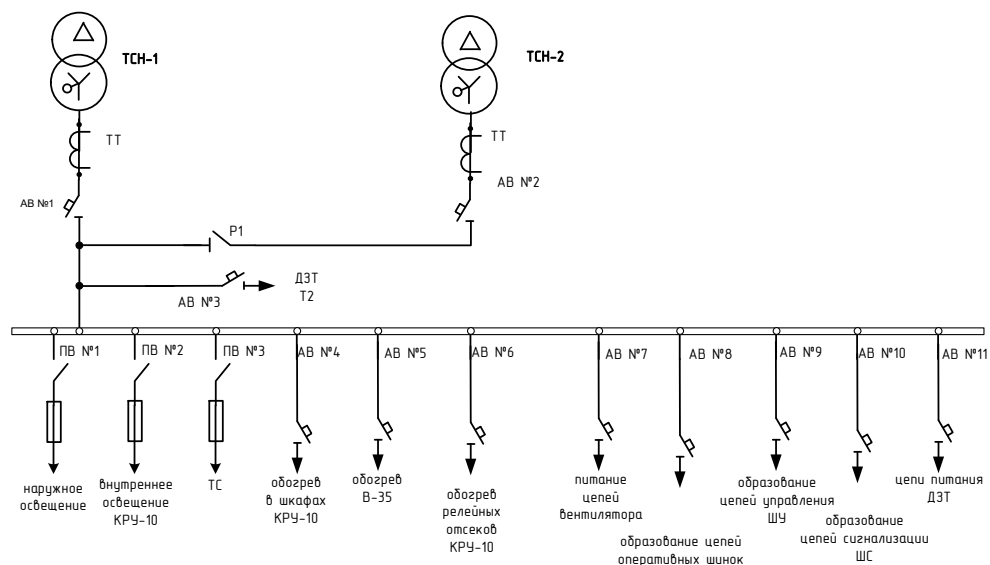 ТСН-1
ТСН-2
ТТ
ТТ
АВ №2
АВ №1
Р1
ДЗТ
Т2
АВ №3
ПВ №1
ПВ №2
ПВ №3
АВ №4
АВ №5
АВ №6
АВ №7
АВ №8
АВ №9
АВ №10
АВ №11
наружное
освещение
внутреннее
освещение
КРУ-10
ТС
обогрев
в шкафах
КРУ-10
обогрев
В-35
обогрев
релейных
отсеков
КРУ-10
питание
цепей
вентилятора
образование цепей
оперативных шинок
образование
цепей управления
ШУ
образование
цепей сигнализации
ШС
цепи питания
ДЗТ